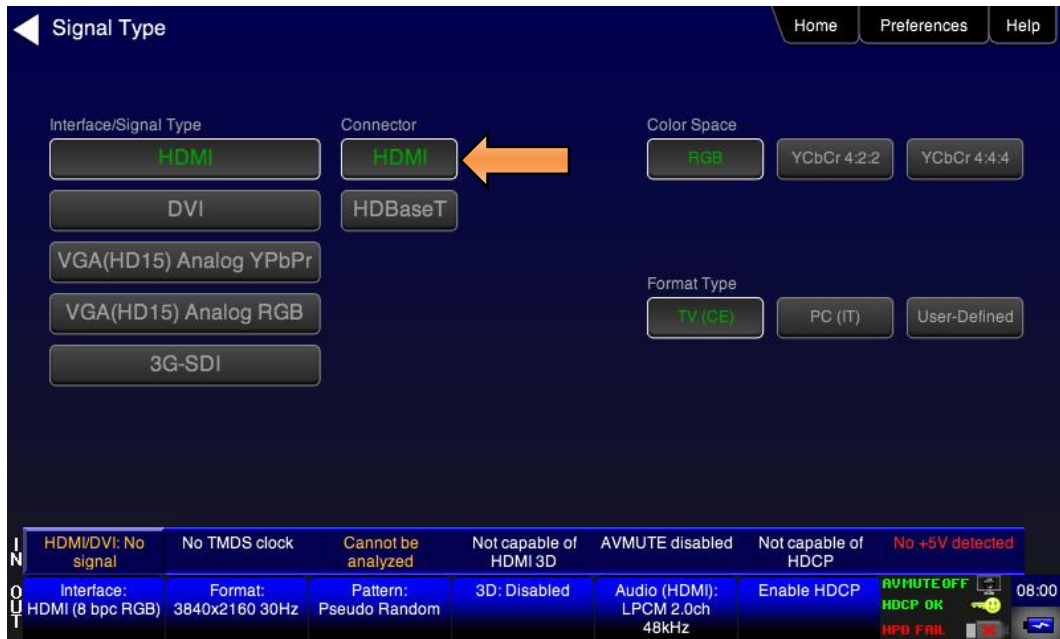 Signal Type
Home
Preferences
Help
Interface/Signal Type
Connector
Color Space
HDMI
HDMI
RGB
YCbCr 4:2:2
YCbCr 4:4:4
DVI
HDBaseT
VGA(HD15) Analog YPbPr
Format Type
VGA(HD15) Analog RGB
TV (CE)
PC (IT)
User-Defined
3G-SDI
IN
HDMI/DVI: No
signal
No TMDS clock
Cannot be
analyzed
Not capable of
HDMI 3D
AVMUTE disabled
Not capable of
HDCP
No +5V detected
OUT
Interface:
HDMI (8 bpc RGB)
Format:
3840x2160 30Hz
Pattern:
Pseudo Random
3D: Disabled
Audio (HDMI):
LPCM 2.0ch
48kHz
Enable HDCP
AVMUTE OFF
HDCP OK
HPD FAIL
08:00